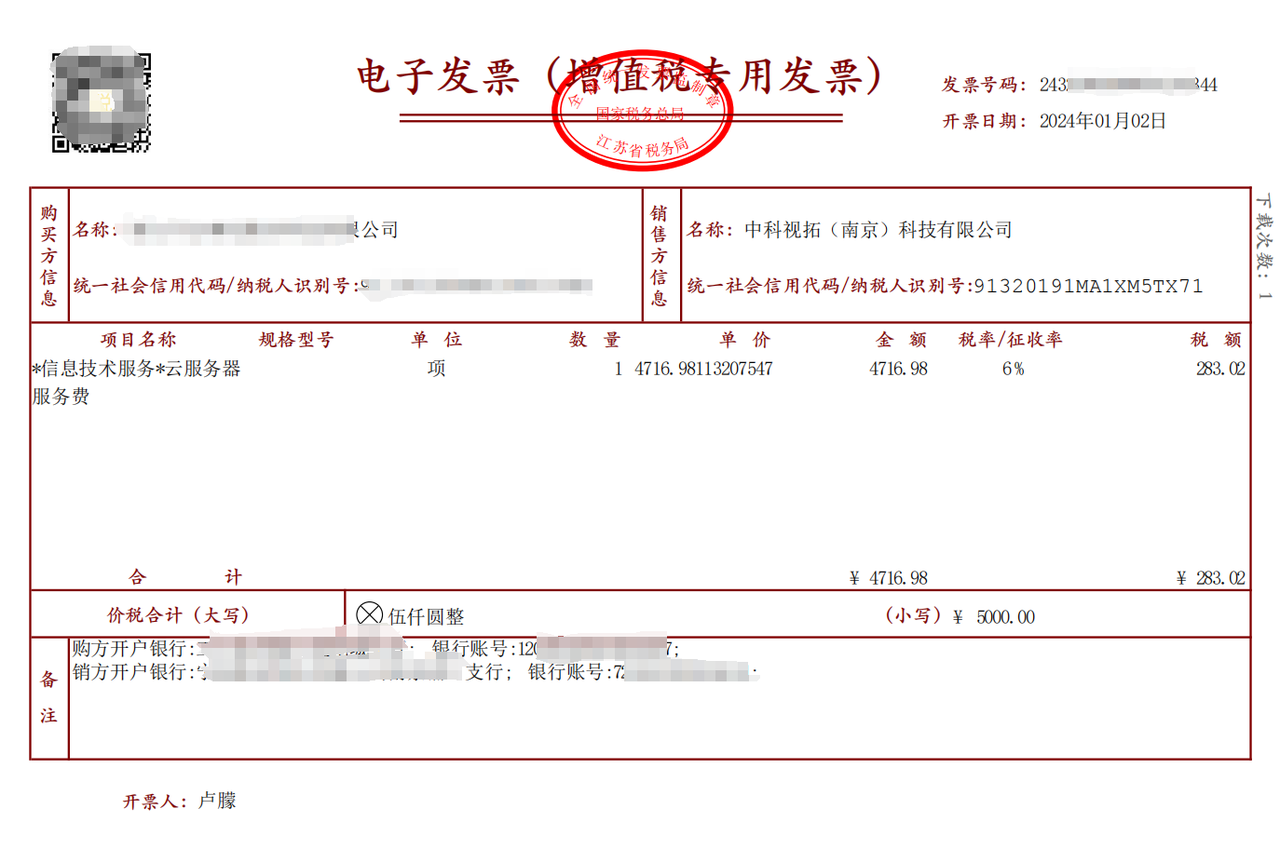 电子发票（增值税专用发票）
全国统一发票监制章
国家税务总局
江苏省税务局
发票号码：243 344
开票日期：2024年01月02日
购买方信息
名称： 限公司
统一社会信用代码/纳税人识别号:9
销售方信息
名称：中科视拓（南京）科技有限公司
统一社会信用代码/纳税人识别号:91320191MA1XM5TX71
下载次数：1
项目名称 规格型号 单位 数量 单价 金额 税率/征收率 税额
*信息技术服务*云服务器 项 1 4716.98113207547 4716.98 6% 283.02
服务费
合计 ¥ 4716.98 ¥ 283.02
价税合计（大写） 伍仟圆整 （小写）¥ 5000.00
备注
购方开户银行: ; 银行账号:120 7;
销方开户银行: 支行; 银行账号:72 ;
开票人：卢朦